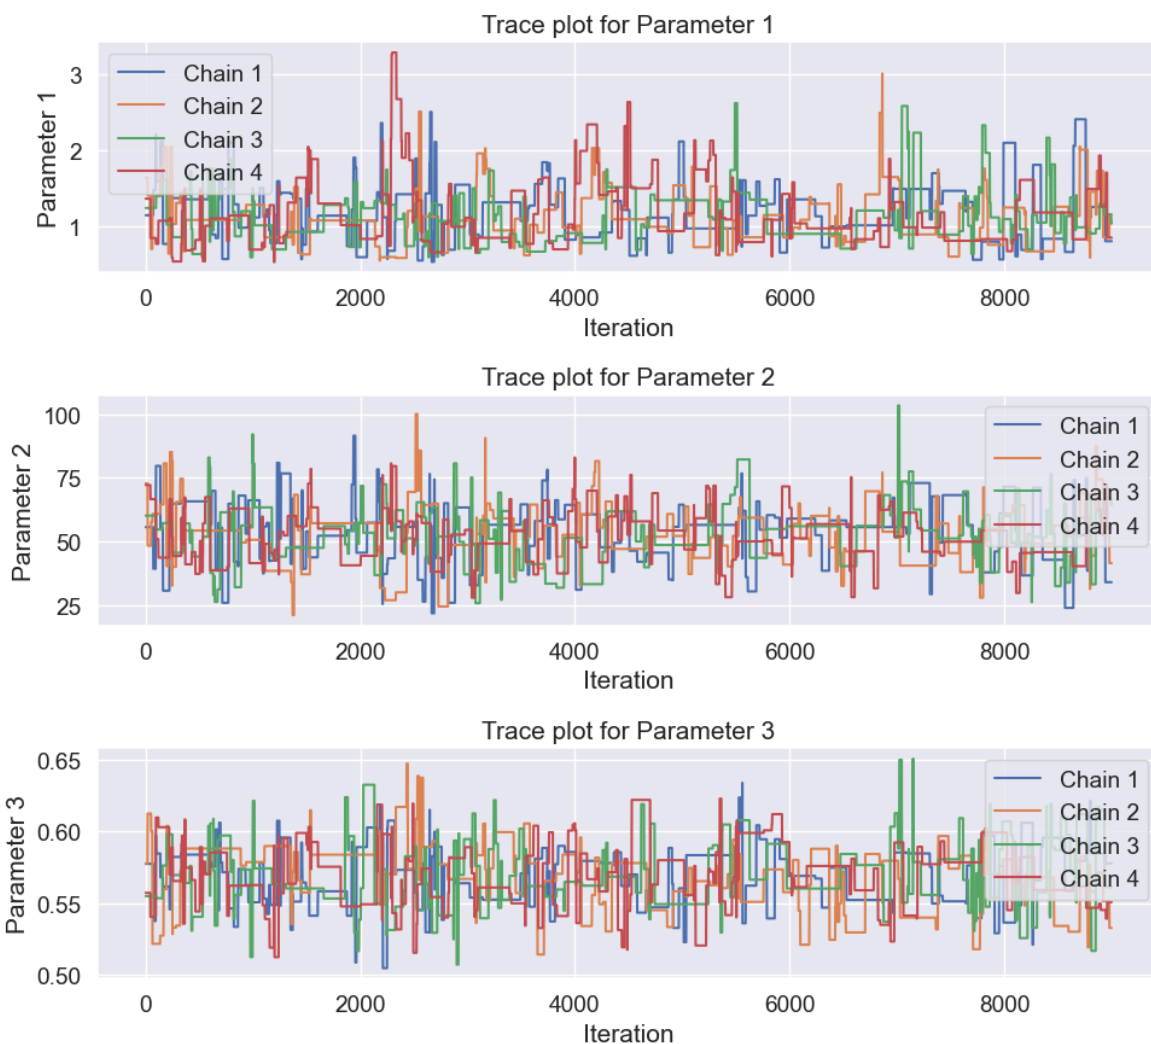 Trace plot for Parameter 1
Parameter 1
3
2
1
Chain 1
Chain 2
Chain 3
Chain 4
0 2000 4000 6000 8000
Iteration
Trace plot for Parameter 2
Parameter 2
100
75
50
25
Chain 1
Chain 2
Chain 3
Chain 4
0 2000 4000 6000 8000
Iteration
Trace plot for Parameter 3
Parameter 3
0.65
0.60
0.55
0.50
Chain 1
Chain 2
Chain 3
Chain 4
0 2000 4000 6000 8000
Iteration